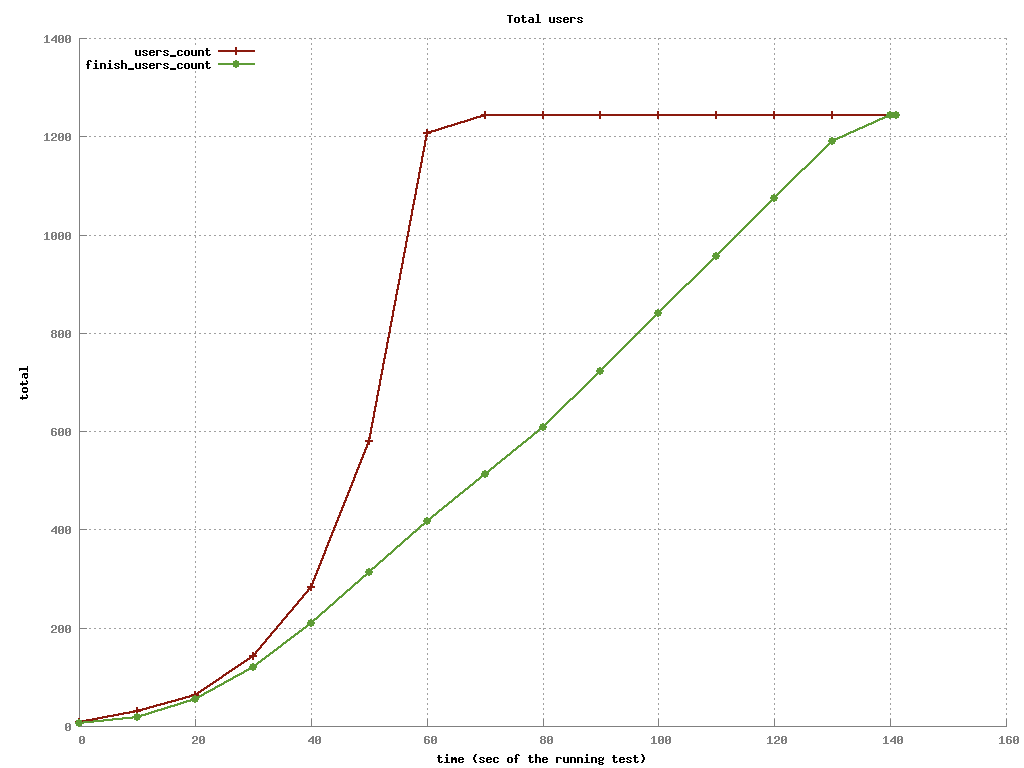 Total users
users_count
finish_users_count
1400
1200
1000
800
600
400
200
0
total
0 20 40 60 80 100 120 140 160
time (sec of the running test)